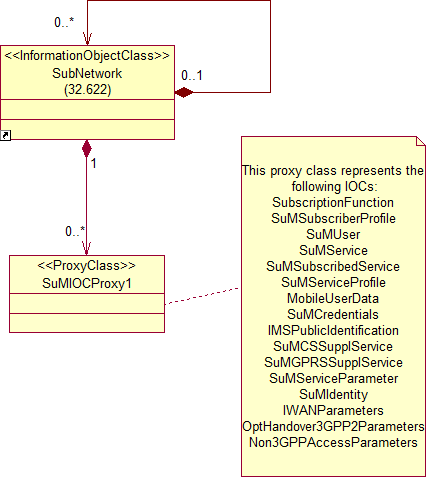 0..*
<<InformationObjectClass>>
SubNetwork
(32.622)
0..1
1
0..*
<<ProxyClass>>
SuMIOCProxy1
This proxy class represents the
following IOCs:
SubscriptionFunction
SuMSubscriberProfile
SuMUser
SuMService
SuMSubscribedService
SuMServiceProfile
MobileUserData
SuMCredentials
IMSPublicIdentification
SuMCSSupplService
SuMGPRSSupplService
SuMServiceParameter
SuMIdentity
IWANParameters
OptHandover3GPP2Parameters
Non3GPPAccessParameters